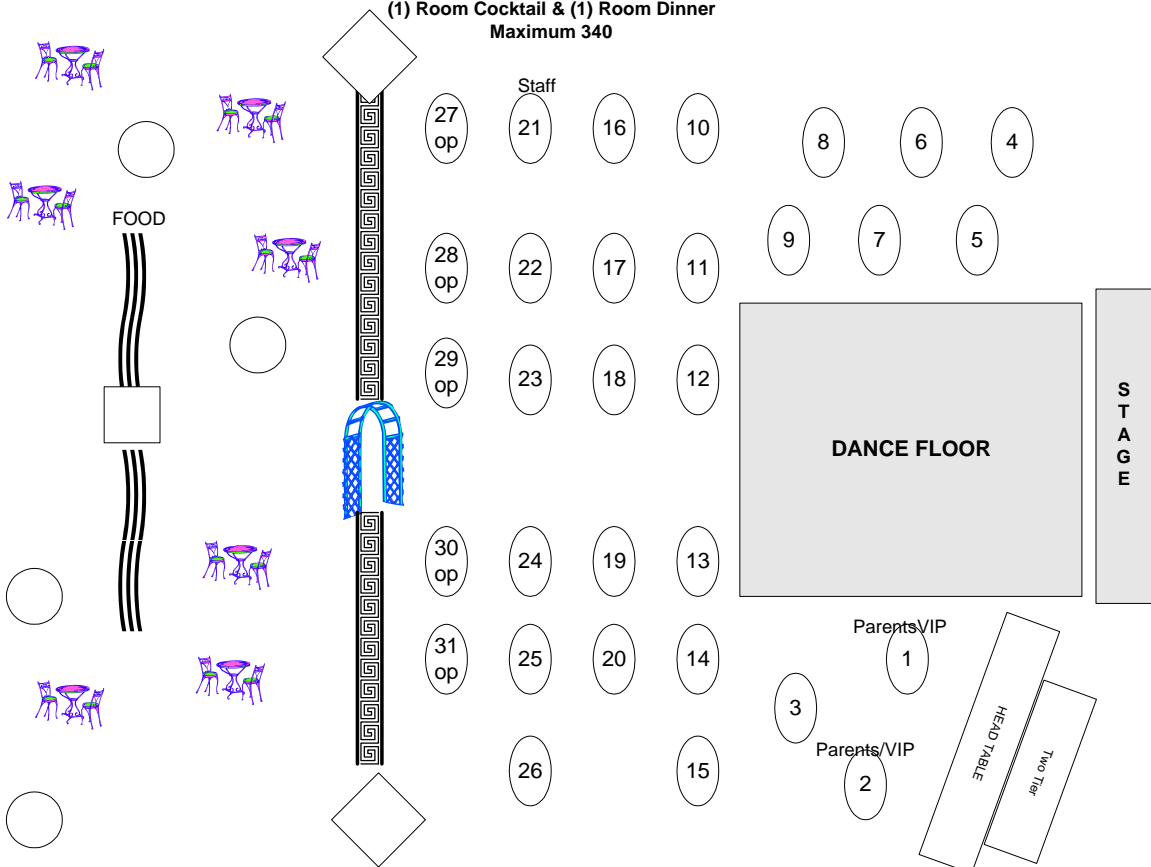 (1) Room Cocktail & (1) Room Dinner
Maximum 340
Staff
27 op
21
16
10
8
6
4
FOOD
9
7
5
28 op
22
17
11
29 op
23
18
12
DANCE FLOOR
STAGE
30 op
24
19
13
ParentsVIP
31 op
25
20
14
1
3
HEAD TABLE
Two Tier
Parents/VIP
26
15
2